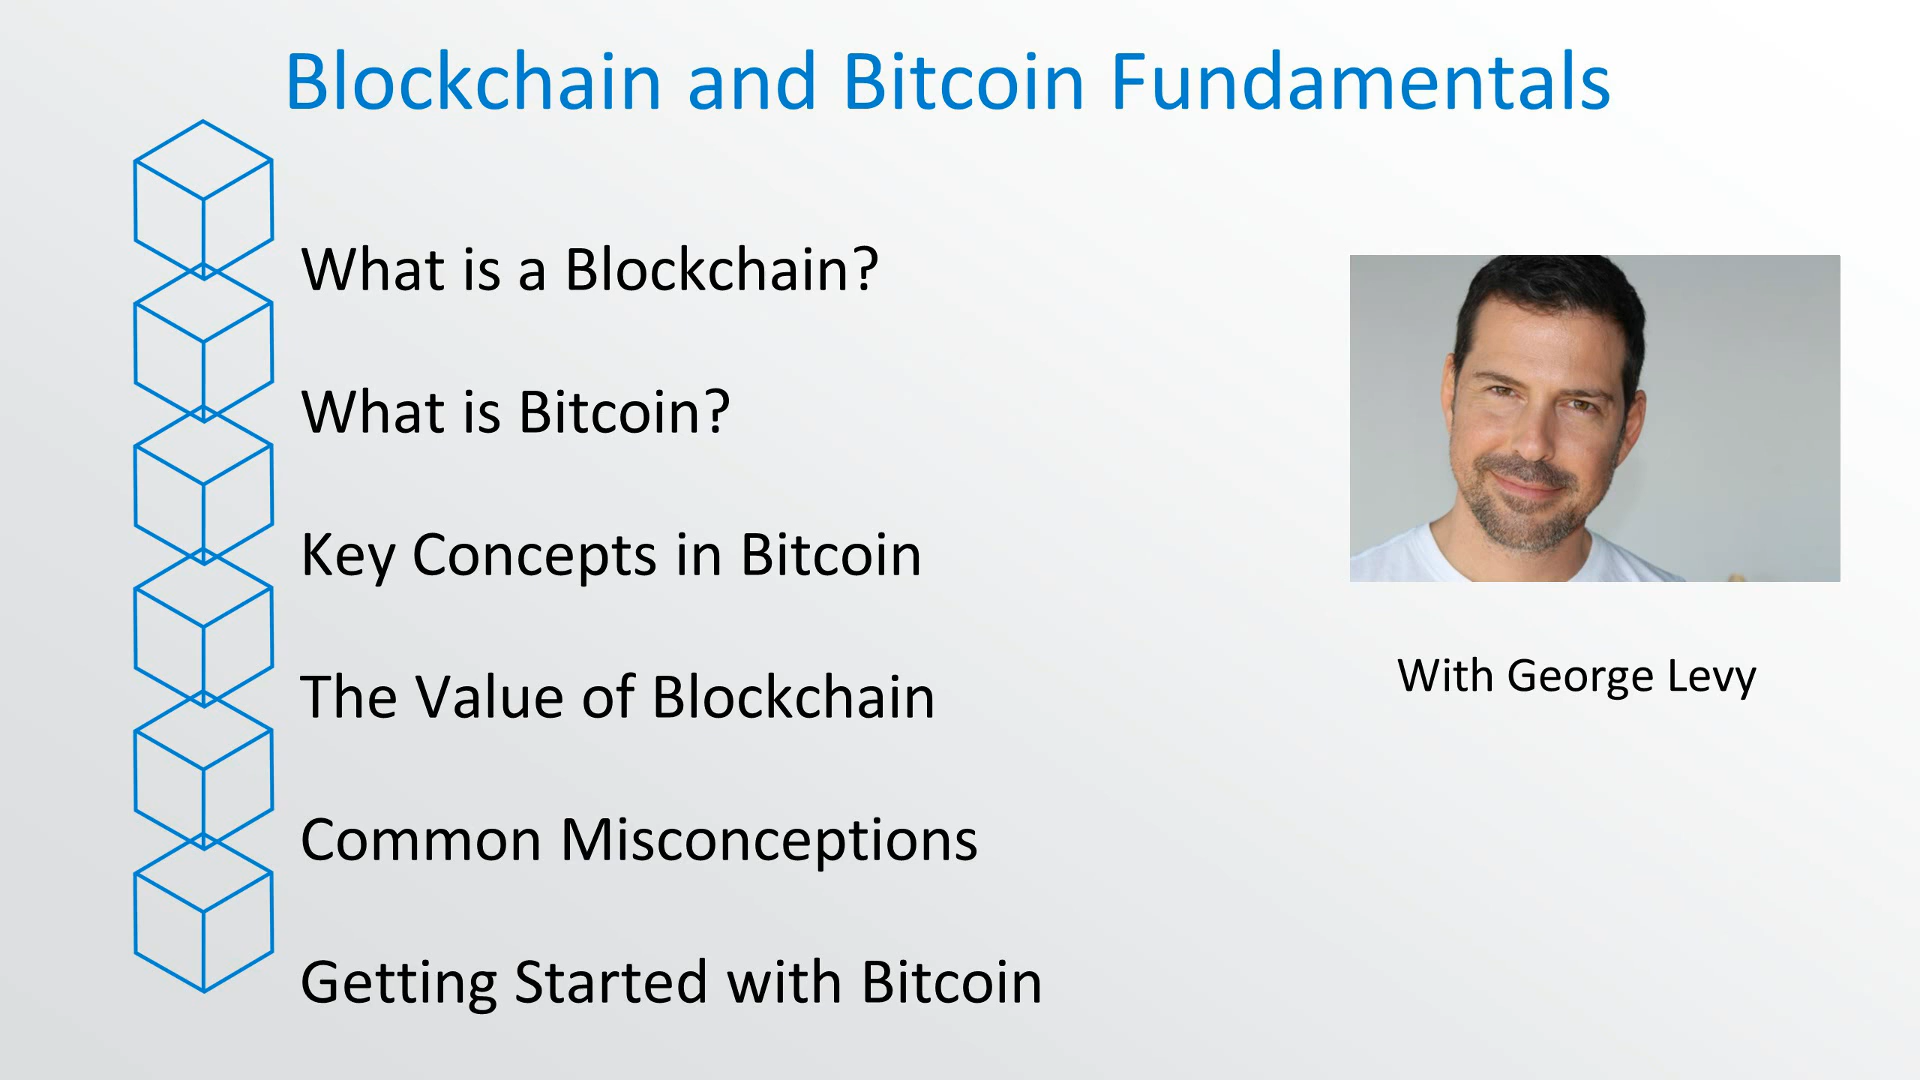 Blockchain and Bitcoin Fundamentals
What is a Blockchain?
What is Bitcoin?
Key Concepts in Bitcoin
The Value of Blockchain
Common Misconceptions
Getting Started with Bitcoin
With George Levy